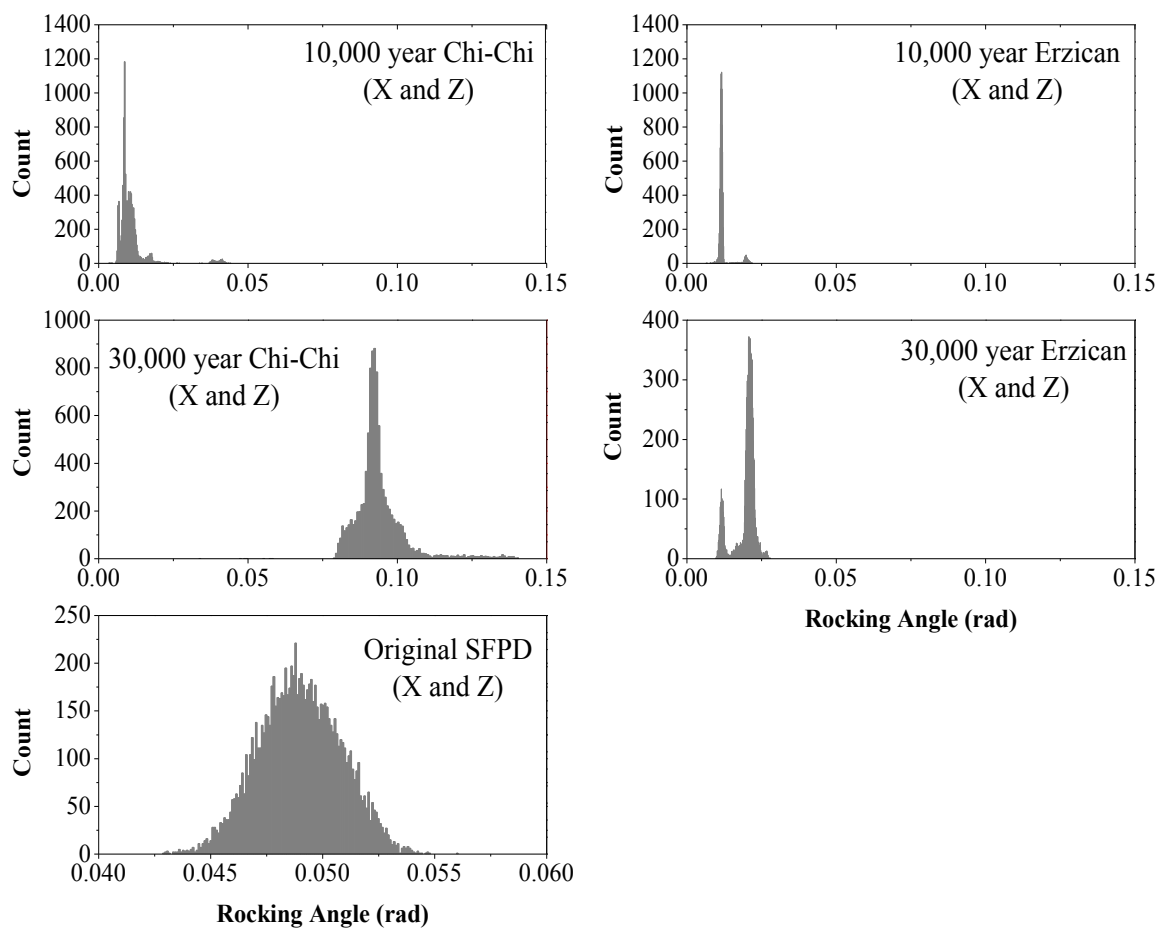 1400
1200
1000
800
600
400
200
0
Count
10,000 year Chi-Chi
(X and Z)
0.00 0.05 0.10 0.15
1400
1200
1000
800
600
400
200
0
Count
10,000 year Erzican
(X and Z)
0.00 0.05 0.10 0.15
1000
800
600
400
200
0
Count
30,000 year Chi-Chi
(X and Z)
0.00 0.05 0.10 0.15
400
300
200
100
0
Count
30,000 year Erzican
(X and Z)
0.00 0.05 0.10 0.15
Rocking Angle (rad)
250
200
150
100
50
0
Count
Original SFPD
(X and Z)
0.040 0.045 0.050 0.055 0.060
Rocking Angle (rad)